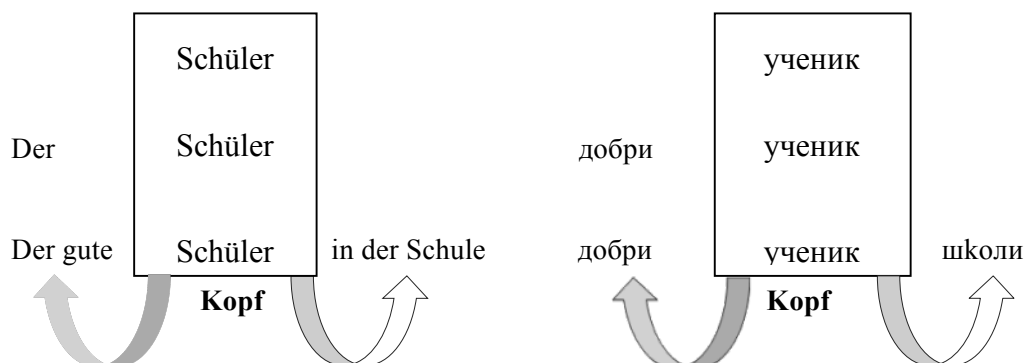 Schüler ученик
Der Schüler добри ученик
Der gute Schüler in der Schule добри ученик школи
Kopf Kopf